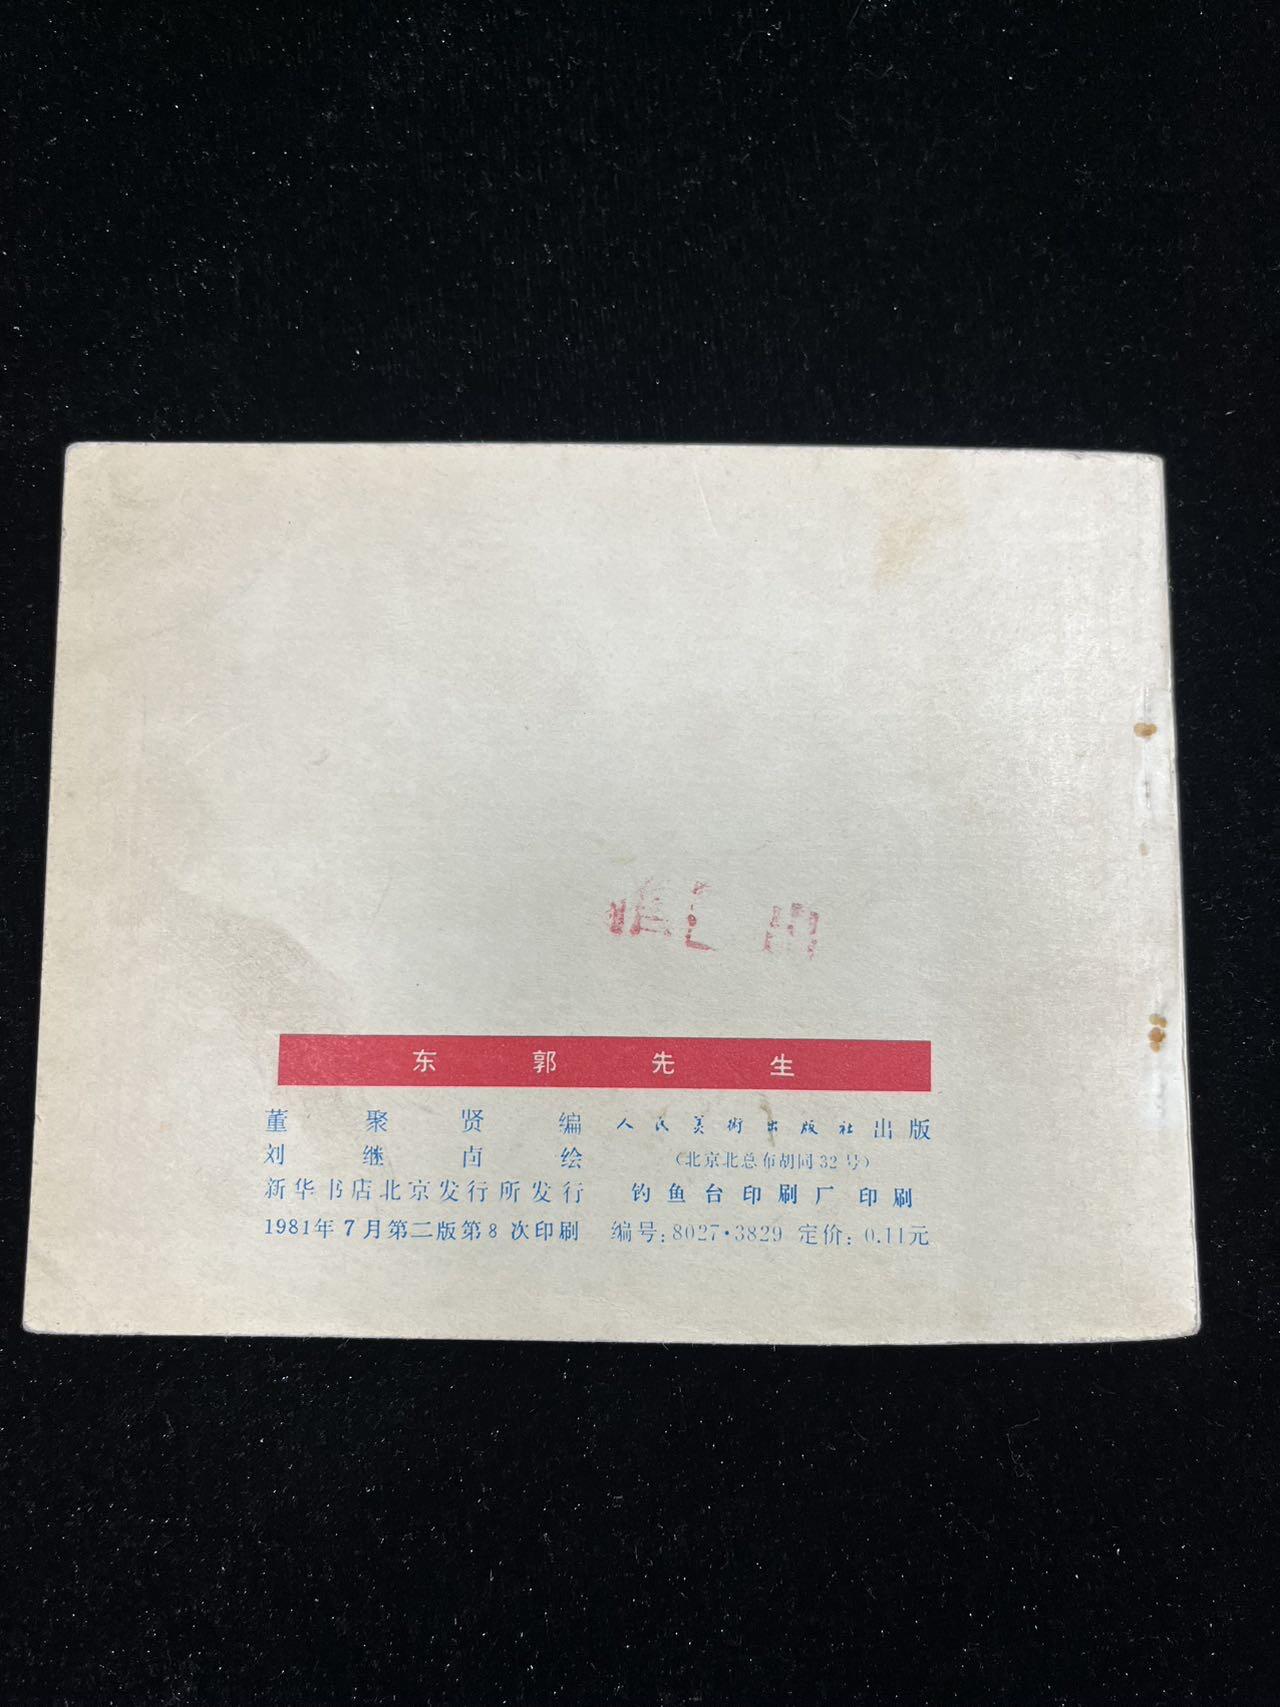 东郭先生
董聚贤编 人民美術出版社出版
刘继卣绘 (北京北总布胡同32号)
新华书店北京发行所发行 钓鱼台印刷厂 印刷
1981年7月第二版第8次印刷 编号:8027·3829 定价:0.11元